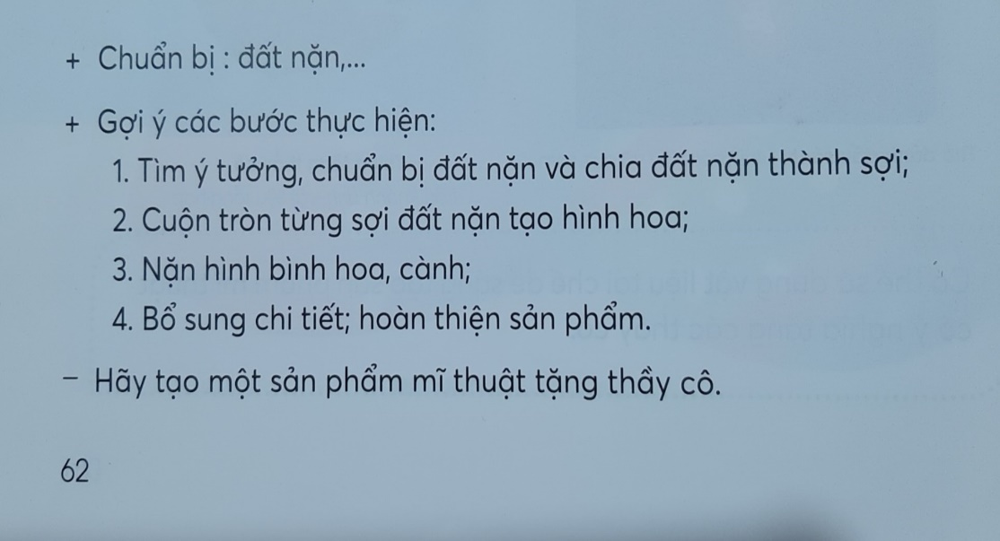 + Chuẩn bị : đất nặn,...
+ Gợi ý các bước thực hiện:
1. Tìm ý tưởng, chuẩn bị đất nặn và chia đất nặn thành sợi;
2. Cuộn tròn từng sợi đất nặn tạo hình hoa;
3. Nặn hình bình hoa, cành;
4. Bổ sung chi tiết; hoàn thiện sản phẩm.
– Hãy tạo một sản phẩm mĩ thuật tặng thầy cô.
62